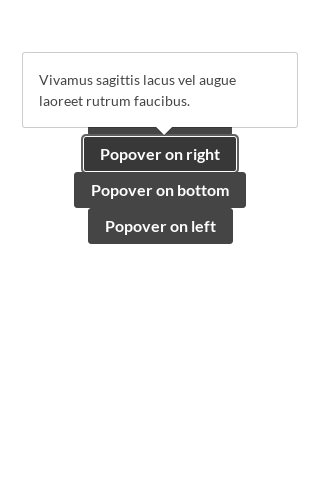 Vivamus sagittis lacus vel augue
laoreet rutrum faucibus.
Popover on right
Popover on bottom
Popover on left